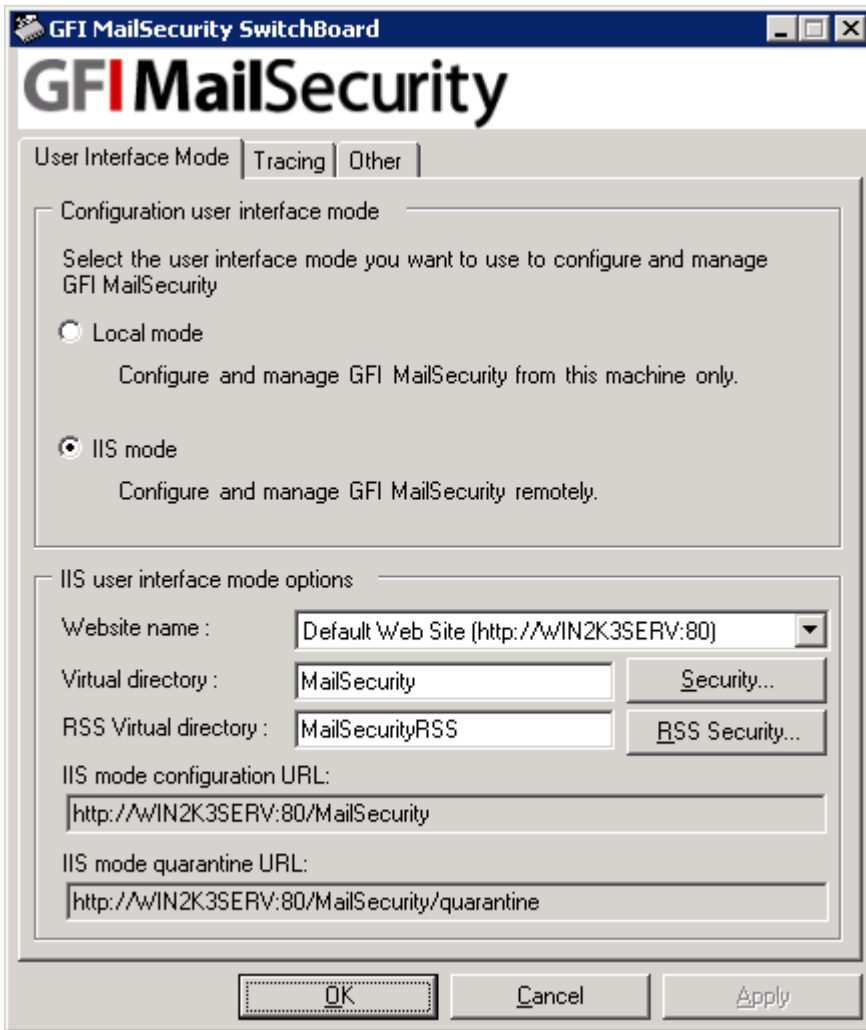 GFI MailSecurity SwitchBoard
GFI MailSecurity
User Interface Mode Tracing Other
Configuration user interface mode
Select the user interface mode you want to use to configure and manage
GFI MailSecurity
Local mode
Configure and manage GFI MailSecurity from this machine only.
IIS mode
Configure and manage GFI MailSecurity remotely.
IIS user interface mode options
Website name : Default Web Site (http://WIN2K3SERV:80)
Virtual directory : MailSecurity Security...
RSS Virtual directory : MailSecurityRSS RSS Security...
IIS mode configuration URL:
http://WIN2K3SERV:80/MailSecurity
IIS mode quarantine URL:
http://WIN2K3SERV:80/MailSecurity/quarantine
OK Cancel Apply